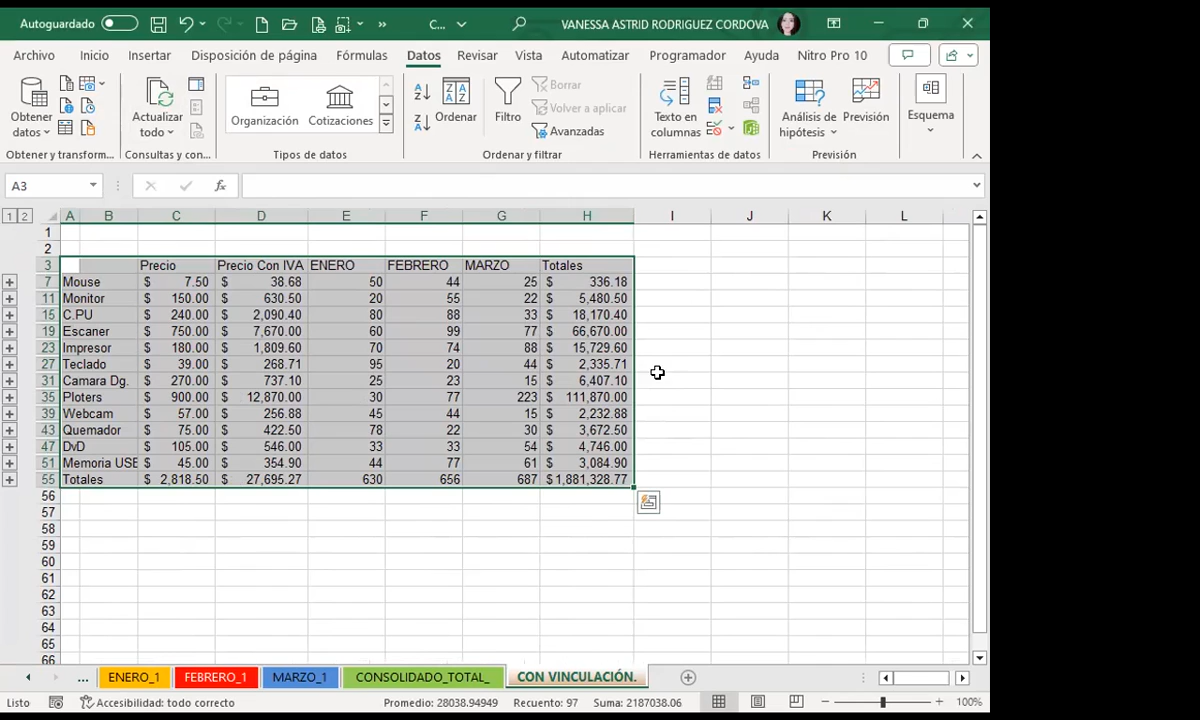 Autoguardado C... VANESSA ASTRID RODRIGUEZ CORDOVA
Archivo Inicio Insertar Disposición de página Fórmulas Datos Revisar Vista Automatizar Programador Ayuda Nitro Pro 10
Obtener datos
Actualizar todo
Organización Cotizaciones
Ordenar
Filtro
Borrar
Volver a aplicar
Avanzadas
Texto en columnas
Análisis de hipótesis
Previsión
Esquema
Obtener y transform... Consultas y con... Tipos de datos Ordenar y filtrar Herramientas de datos Previsión
A3 fx
1 2 A B C D E F G H I J K L
1
2
3 Precio Precio Con IVA ENERO FEBRERO MARZO Totales
7 Mouse $ 7.50 $ 38.68 50 44 25 $ 336.18
11 Monitor $ 150.00 $ 630.50 20 55 22 $ 5,480.50
15 C.PU $ 240.00 $ 2,090.40 80 88 33 $ 18,170.40
19 Escaner $ 750.00 $ 7,670.00 60 99 77 $ 66,670.00
23 Impresor $ 180.00 $ 1,809.60 70 74 88 $ 15,729.60
27 Teclado $ 39.00 $ 268.71 95 20 44 $ 2,335.71
31 Camara Dg. $ 270.00 $ 737.10 25 23 15 $ 6,407.10
35 Ploters $ 900.00 $ 12,870.00 30 77 223 $ 111,870.00
39 Webcam $ 57.00 $ 256.88 45 44 15 $ 2,232.88
43 Quemador $ 75.00 $ 422.50 78 22 30 $ 3,672.50
47 DvD $ 105.00 $ 546.00 33 33 54 $ 4,746.00
51 Memoria USE $ 45.00 $ 354.90 44 77 61 $ 3,084.90
55 Totales $ 2,818.50 $ 27,695.27 630 656 687 $ 1,881,328.77
56
57
58
59
60
61
62
63
64
65
66
... ENERO_1 FEBRERO_1 MARZO_1 CONSOLIDADO_TOTAL_ CON VINCULACIÓN.
Listo Accesibilidad: todo correcto Promedio: 28038.94949 Recuento: 97 Suma: 2187038.06 100%